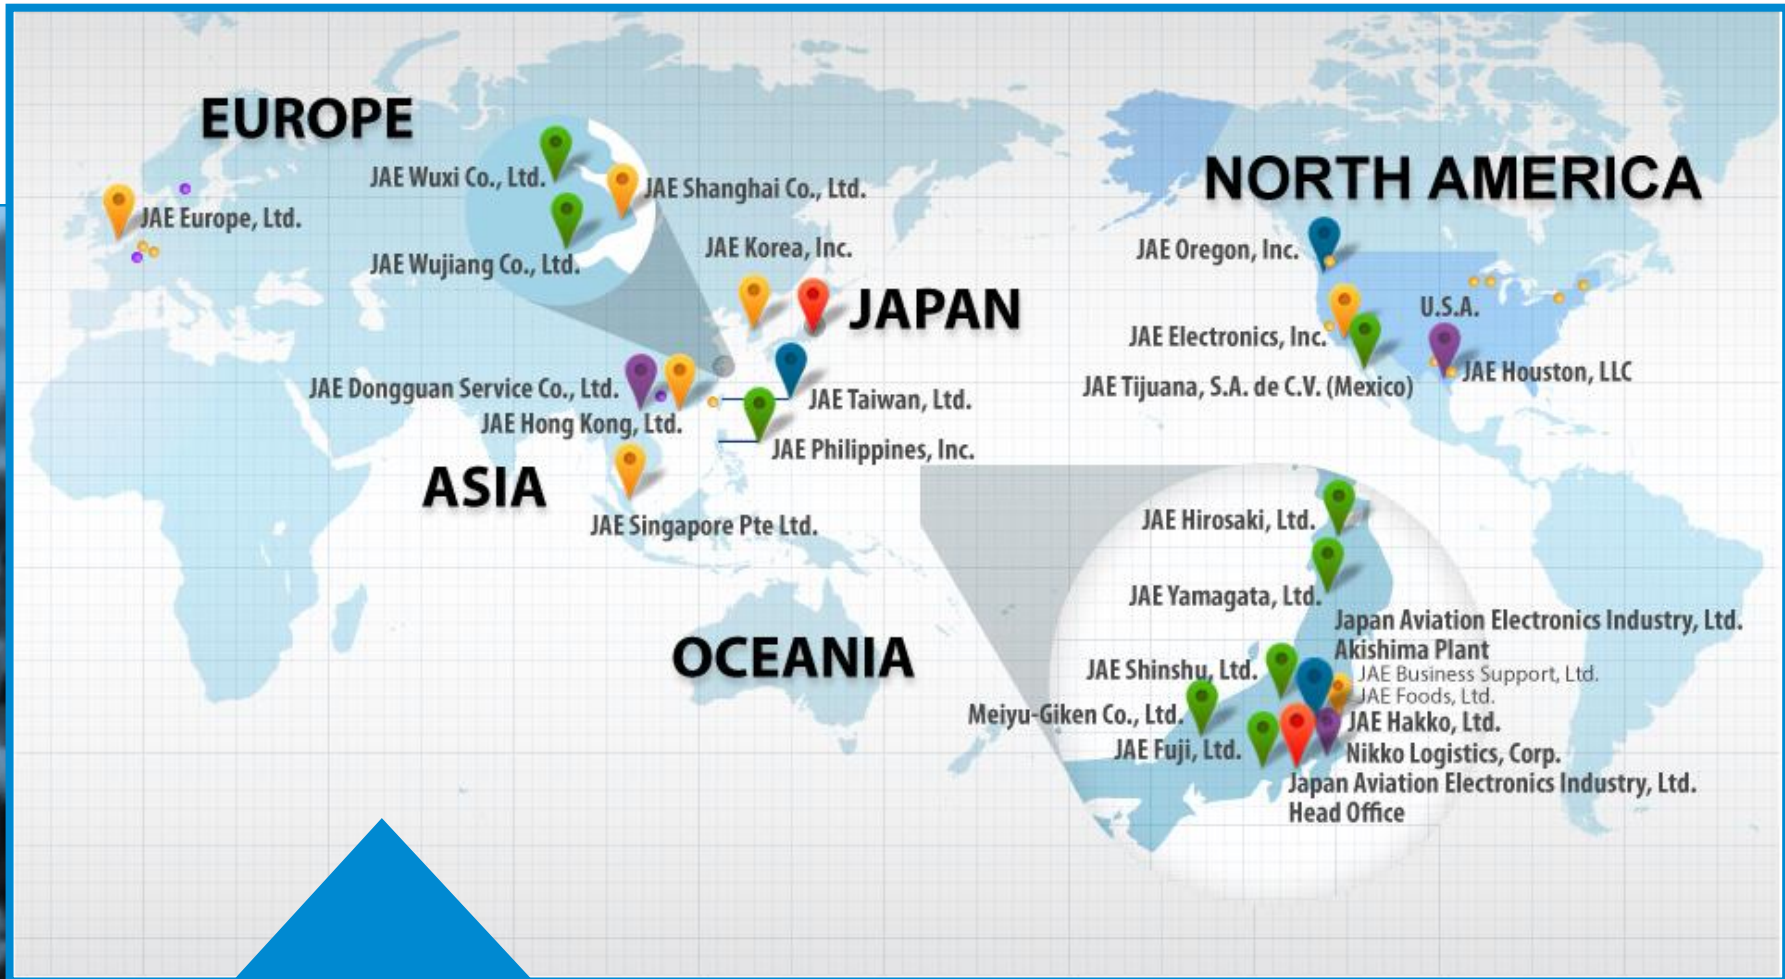 EUROPE
JAE Wuxi Co., Ltd.
JAE Shanghai Co., Ltd.
JAE Europe, Ltd.
JAE Wujiang Co., Ltd.
JAE Korea, Inc.
JAPAN
JAE Dongguan Service Co., Ltd.
JAE Taiwan, Ltd.
JAE Hong Kong, Ltd.
JAE Philippines, Inc.
ASIA
JAE Singapore Pte Ltd.
OCEANIA
NORTH AMERICA
JAE Oregon, Inc.
U.S.A.
JAE Electronics, Inc.
JAE Houston, LLC
JAE Tijuana, S.A. de C.V. (Mexico)
JAE Hirosaki, Ltd.
JAE Yamagata, Ltd.
Japan Aviation Electronics Industry, Ltd.
Akishima Plant
JAE Shinshu, Ltd.
JAE Business Support, Ltd.
JAE Foods, Ltd.
Meiyu-Giken Co., Ltd.
JAE Hakko, Ltd.
JAE Fuji, Ltd.
Nikko Logistics, Corp.
Japan Aviation Electronics Industry, Ltd.
Head Office